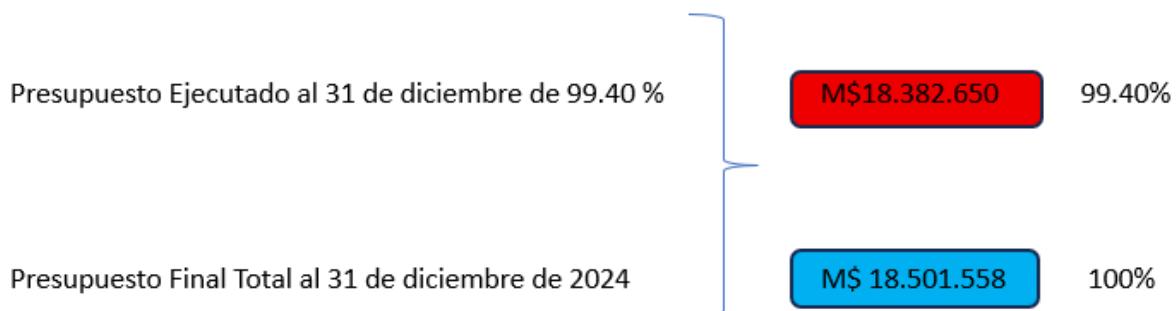 Presupuesto Ejecutado al 31 de diciembre de 99.40 % M$18.382.650 99.40%
Presupuesto Final Total al 31 de diciembre de 2024 M$ 18.501.558 100%